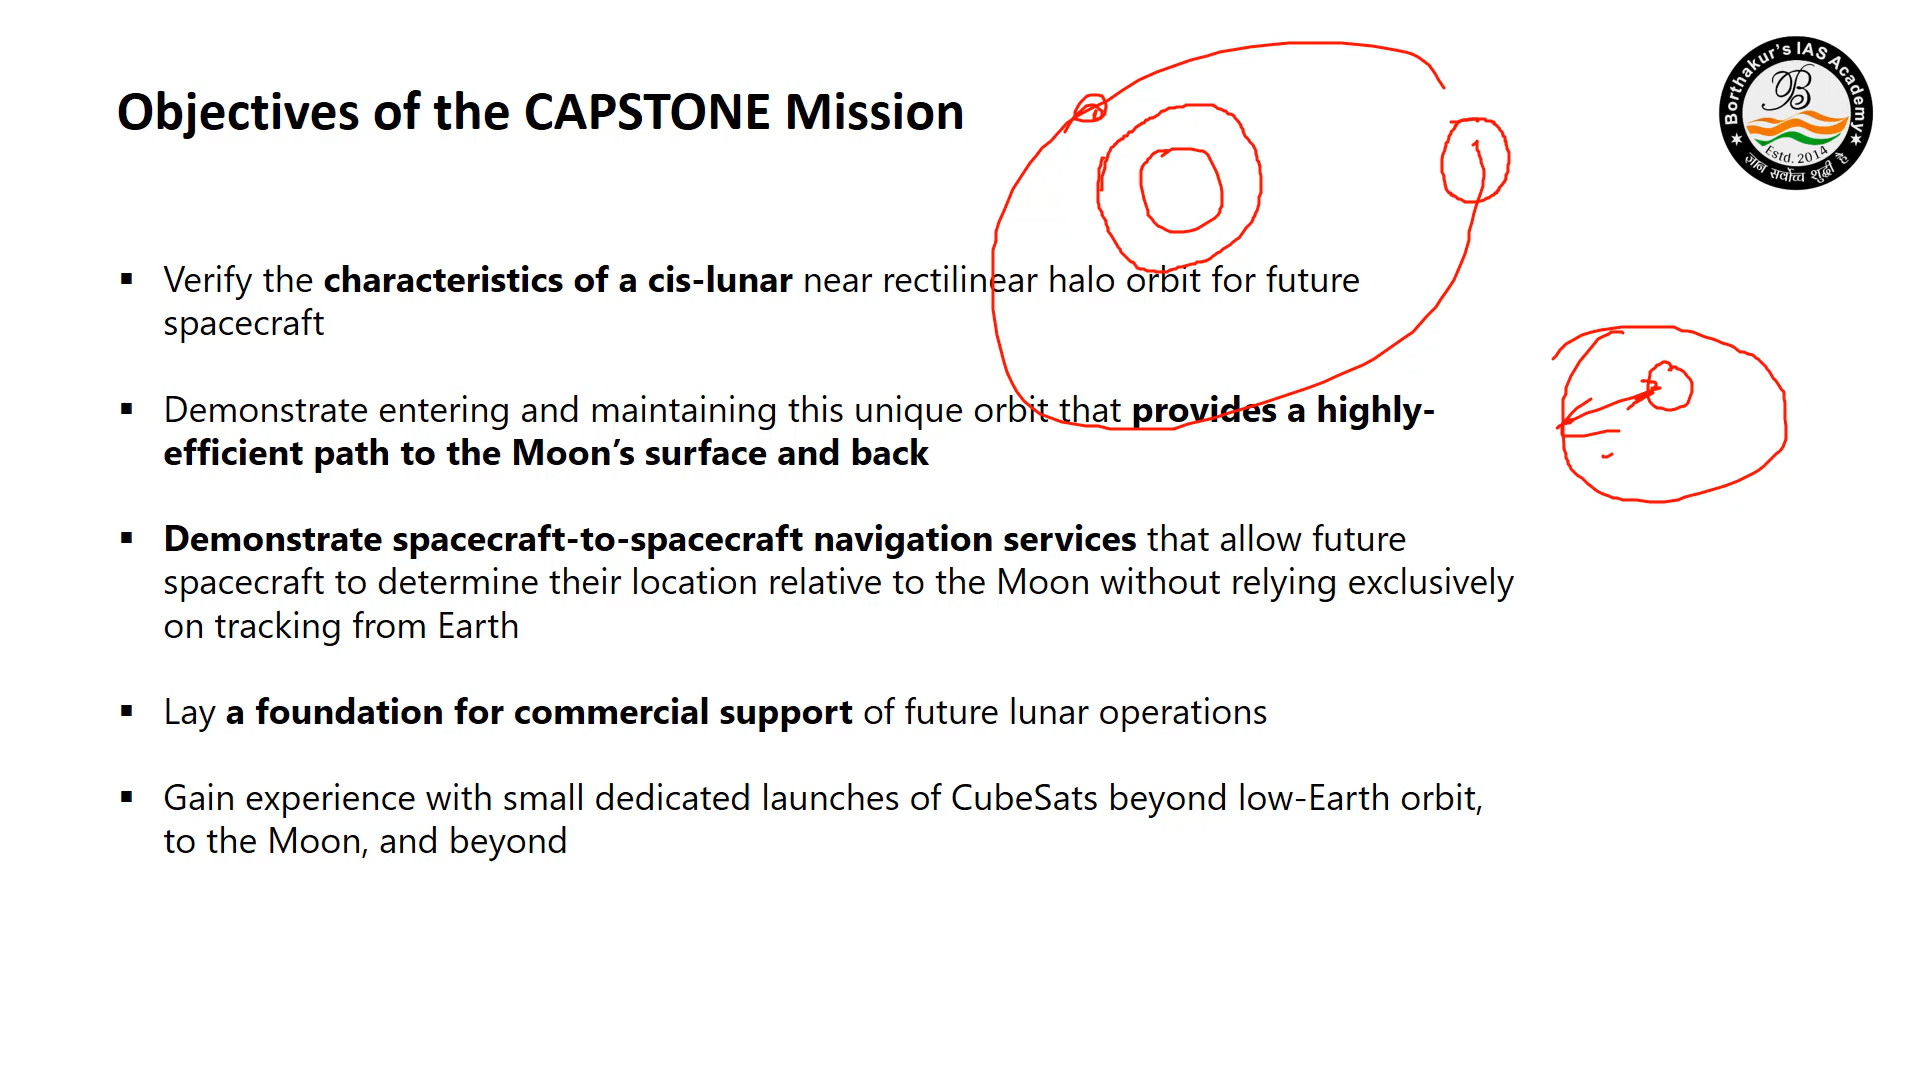 Objectives of the CAPSTONE Mission
Borthakur's IAS Academy
B
Estd. 2014
ज्ञान सर्वोच्च शुद्धी है
▪ Verify the characteristics of a cis-lunar near rectilinear halo orbit for future
spacecraft
▪ Demonstrate entering and maintaining this unique orbit that provides a highly-
efficient path to the Moon’s surface and back
▪ Demonstrate spacecraft-to-spacecraft navigation services that allow future
spacecraft to determine their location relative to the Moon without relying exclusively
on tracking from Earth
▪ Lay a foundation for commercial support of future lunar operations
▪ Gain experience with small dedicated launches of CubeSats beyond low-Earth orbit,
to the Moon, and beyond